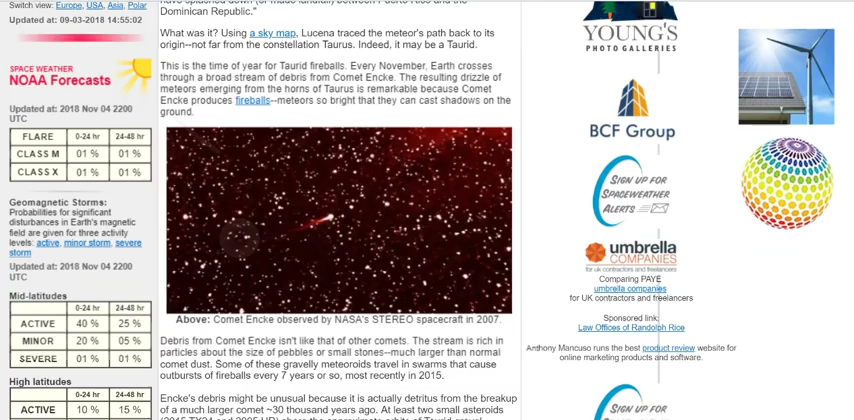 Switch view: Europe, USA, Asia, Polar
Updated at: 09-03-2018 14:55:02
SPACE WEATHER
NOAA Forecasts
Updated at: 2018 Nov 04 2200
UTC
FLARE 0-24 hr 24-48 hr
CLASS M 01 % 01 %
CLASS X 01 % 01 %
Geomagnetic Storms:
Probabilities for significant
disturbances in Earth's magnetic
field are given for three activity
levels: active, minor storm, severe
storm
Updated at: 2018 Nov 04 2200
UTC
Mid-latitudes
0-24 hr 24-48 hr
ACTIVE 40 % 25 %
MINOR 20 % 05 %
SEVERE 01 % 01 %
High latitudes
0-24 hr 24-48 hr
ACTIVE 10 % 15 %
Dominican Republic."
What was it? Using a sky map, Lucena traced the meteor's path back to its
origin--not far from the constellation Taurus. Indeed, it may be a Taurid.
This is the time of year for Taurid fireballs. Every November, Earth crosses
through a broad stream of debris from Comet Encke. The resulting drizzle of
meteors emerging from the horns of Taurus is remarkable because Comet
Encke produces fireballs--meteors so bright that they can cast shadows on the
ground.
Above: Comet Encke observed by NASA's STEREO spacecraft in 2007.
Debris from Comet Encke isn't like that of other comets. The stream is rich in
particles about the size of pebbles or small stones--much larger than normal
comet dust. Some of these gravelly meteoroids travel in swarms that cause
outbursts of fireballs every 7 years or so, most recently in 2015.
Encke's debris might be unusual because it is actually detritus from the breakup
of a much larger comet ~30 thousand years ago. At least two small asteroids
YOUNG'S
PHOTO GALLERIES
BCF Group
SIGN UP FOR
SPACEWEATHER
ALERTS
umbrella
COMPANIES
for uk contractors and freelancers
Comparing PAYE
umbrella companies
for UK contractors and freelancers
Sponsored link:
Law Offices of Randolph Rice
Anthony Mancuso runs the best product review website for
online marketing products and software.
SIGN UP FOR